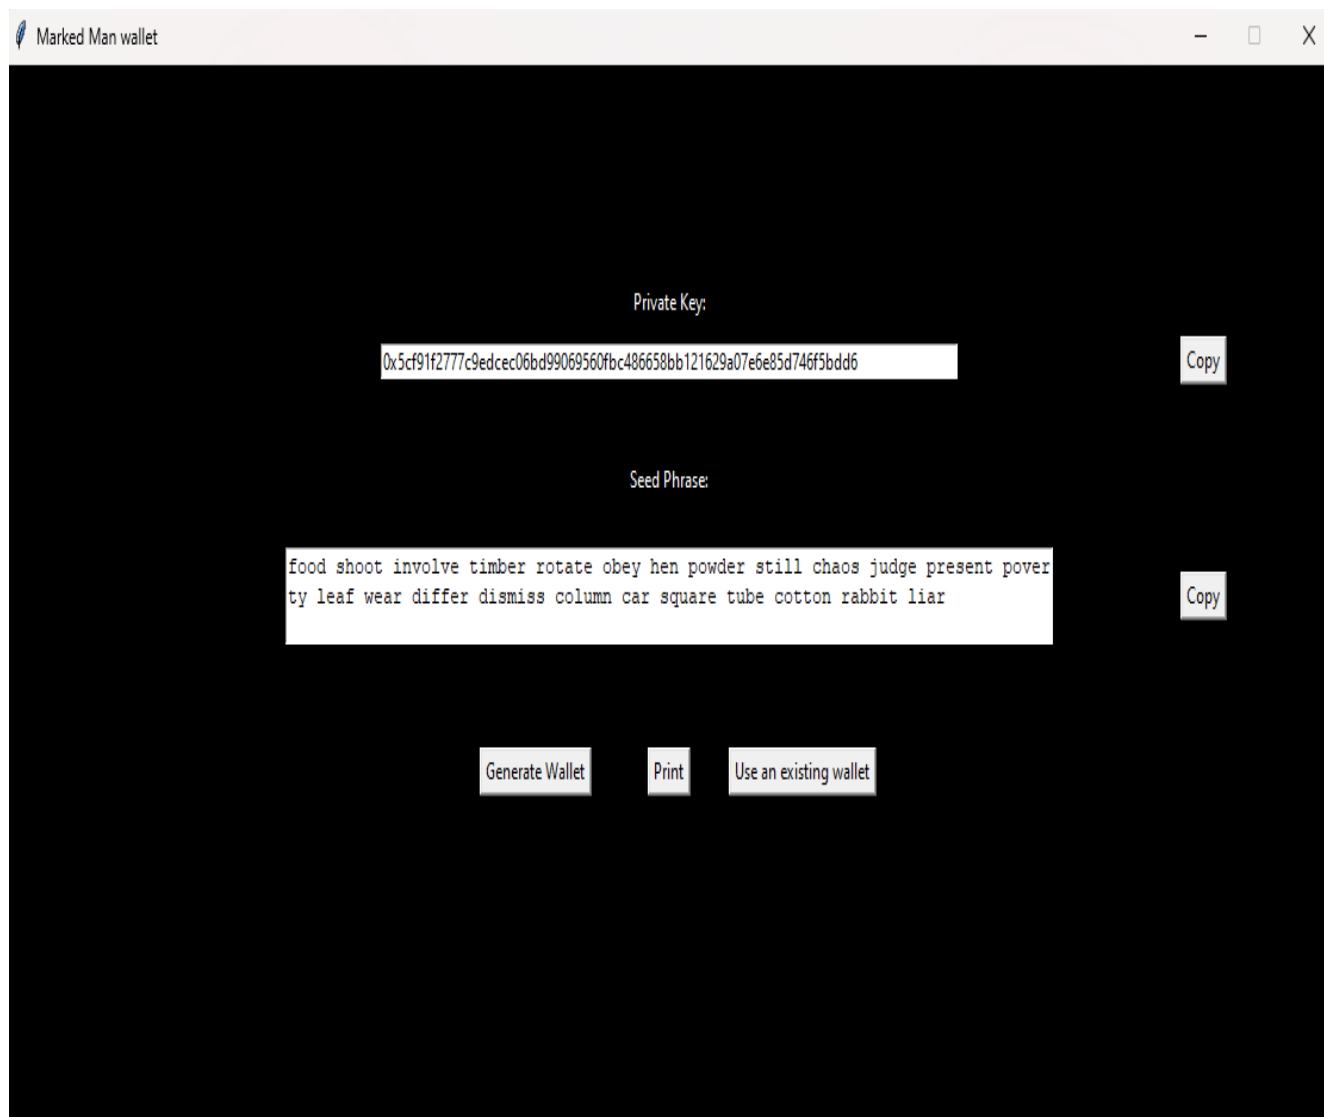 Marked Man wallet
Private Key:
0x5cf91f2777c9edcec06bd99069560fbc486658bb121629a07e6e85d746f5bdd6
Copy
Seed Phrase:
food shoot involve timber rotate obey hen powder still chaos judge present pover
ty leaf wear differ dismiss column car square tube cotton rabbit liar
Copy
Generate Wallet
Print
Use an existing wallet